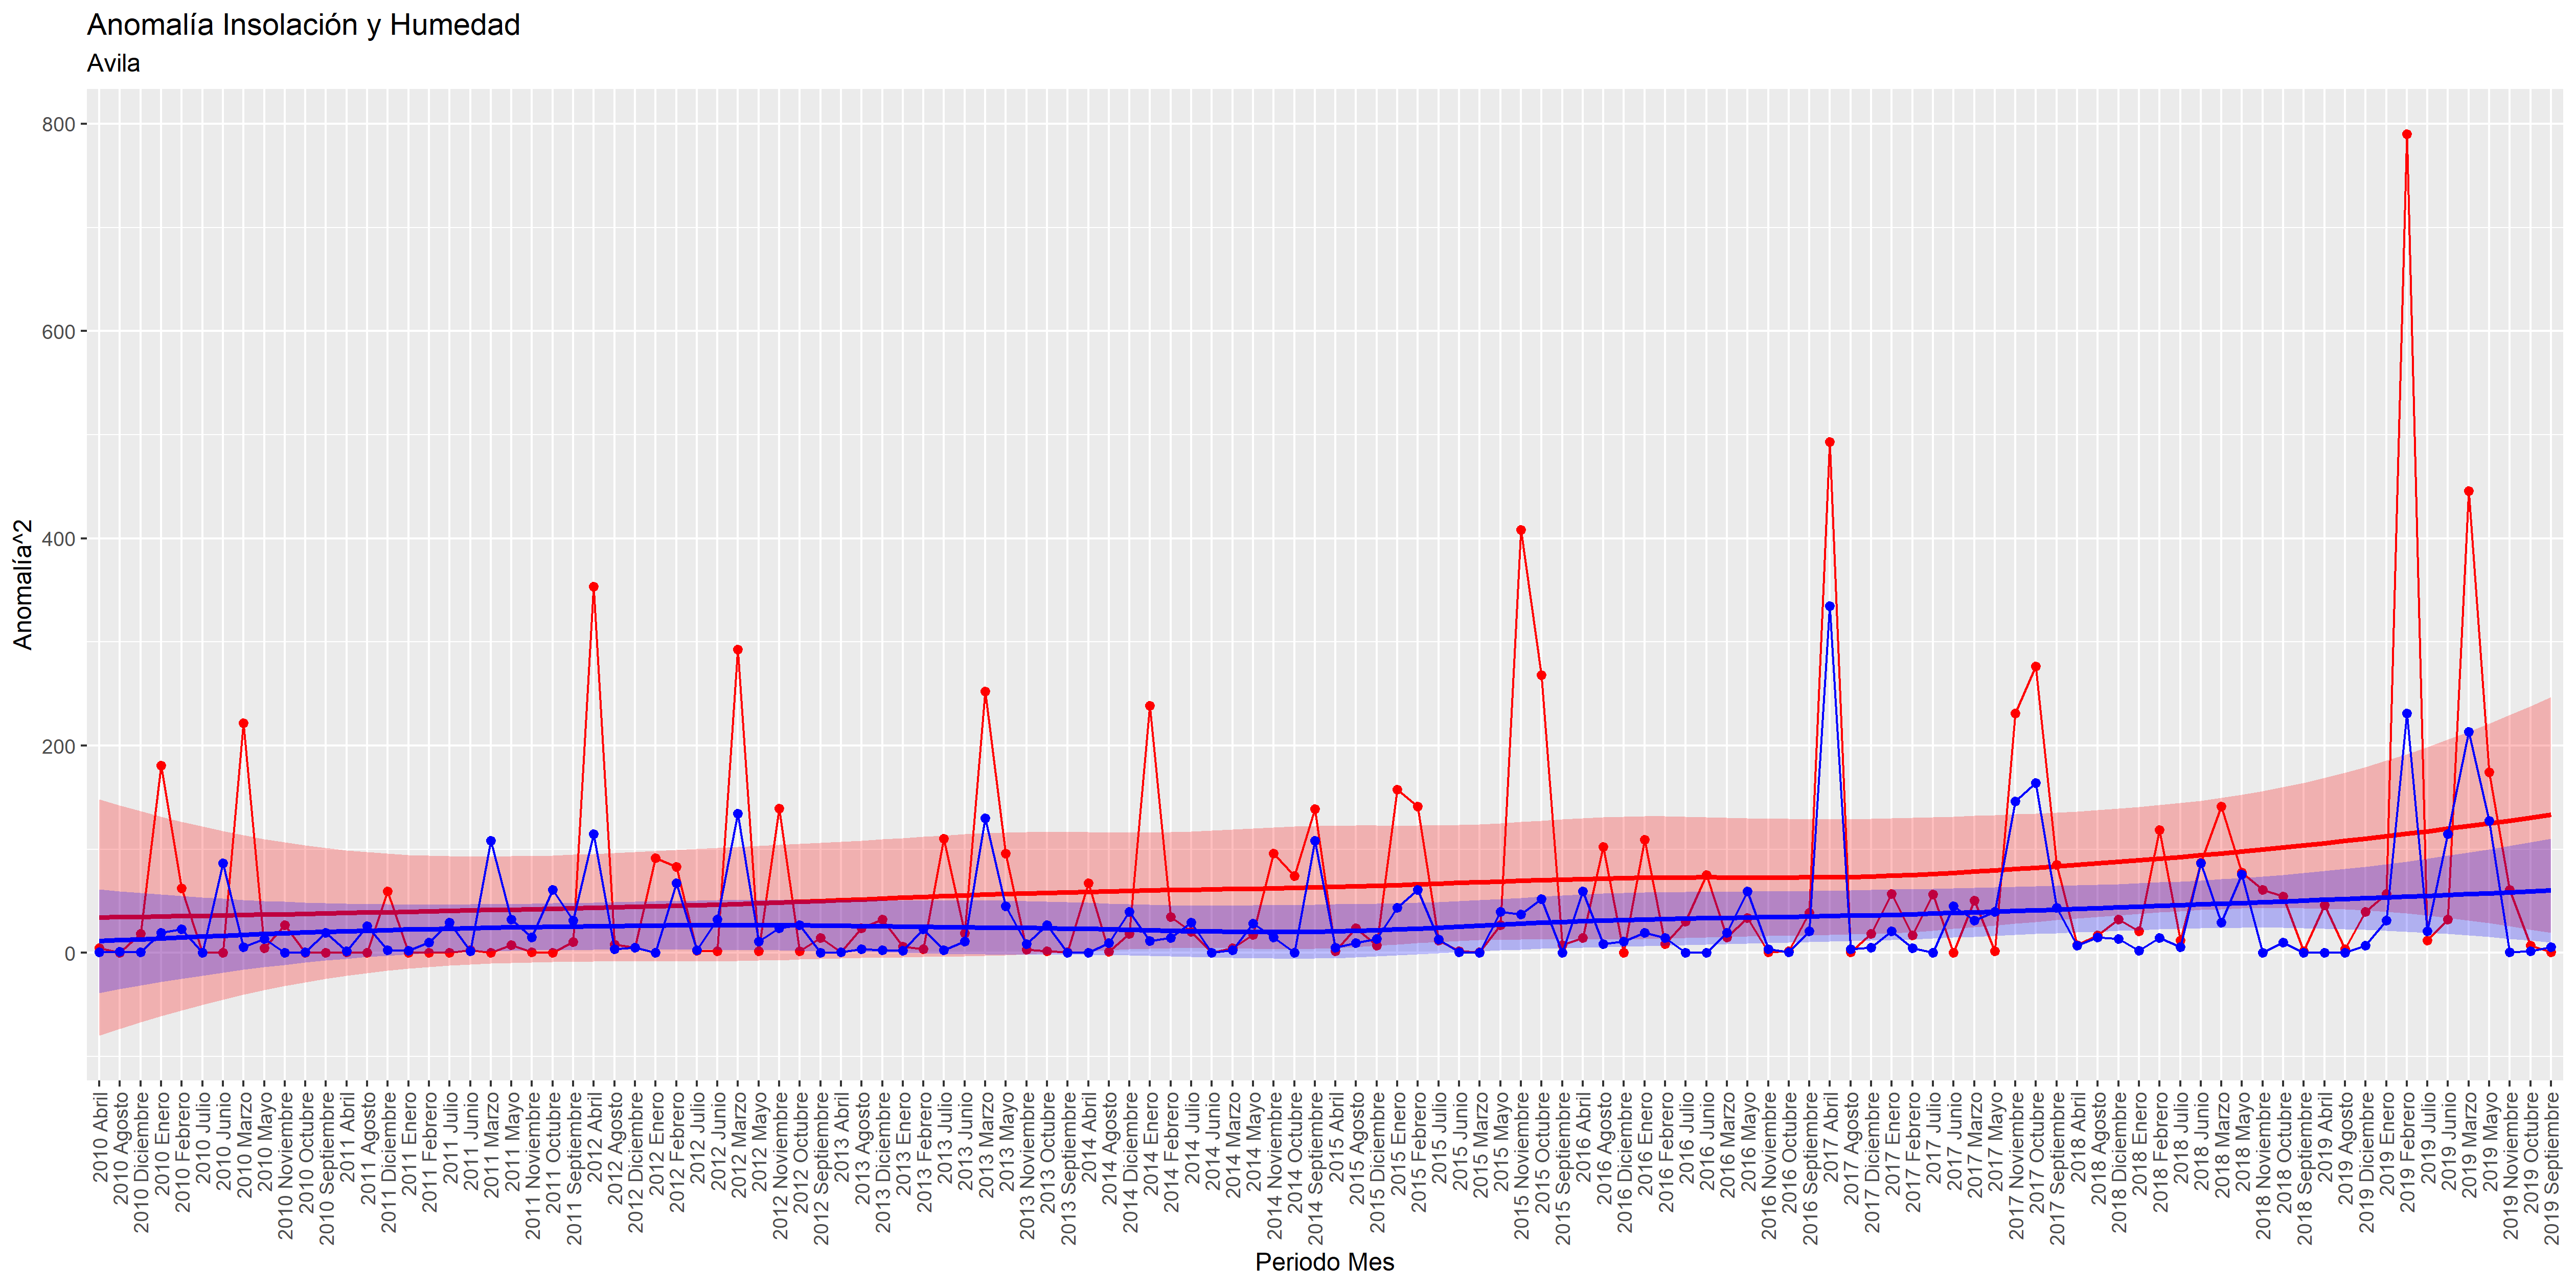 Anomalía Insolación y Humedad
Avila
800
600
400
200
0
Anomalía^2
2010 Abril
2010 Agosto
2010 Diciembre
2010 Enero
2010 Febrero
2010 Julio
2010 Junio
2010 Marzo
2010 Mayo
2010 Noviembre
2010 Octubre
2010 Septiembre
2011 Abril
2011 Agosto
2011 Diciembre
2011 Enero
2011 Febrero
2011 Julio
2011 Junio
2011 Marzo
2011 Mayo
2011 Noviembre
2011 Octubre
2011 Septiembre
2012 Abril
2012 Agosto
2012 Diciembre
2012 Enero
2012 Febrero
2012 Julio
2012 Junio
2012 Marzo
2012 Mayo
2012 Noviembre
2012 Octubre
2012 Septiembre
2013 Abril
2013 Agosto
2013 Diciembre
2013 Enero
2013 Febrero
2013 Julio
2013 Junio
2013 Marzo
2013 Mayo
2013 Noviembre
2013 Octubre
2013 Septiembre
2014 Abril
2014 Agosto
2014 Diciembre
2014 Enero
2014 Febrero
2014 Julio
2014 Junio
2014 Marzo
2014 Mayo
2014 Noviembre
2014 Octubre
2014 Septiembre
2015 Abril
2015 Agosto
2015 Diciembre
2015 Enero
2015 Febrero
2015 Julio
2015 Junio
2015 Marzo
2015 Mayo
2015 Noviembre
2015 Octubre
2015 Septiembre
2016 Abril
2016 Agosto
2016 Diciembre
2016 Enero
2016 Febrero
2016 Julio
2016 Junio
2016 Marzo
2016 Mayo
2016 Noviembre
2016 Octubre
2016 Septiembre
2017 Abril
2017 Agosto
2017 Diciembre
2017 Enero
2017 Febrero
2017 Julio
2017 Junio
2017 Marzo
2017 Mayo
2017 Noviembre
2017 Octubre
2017 Septiembre
2018 Abril
2018 Agosto
2018 Diciembre
2018 Enero
2018 Febrero
2018 Julio
2018 Junio
2018 Marzo
2018 Mayo
2018 Noviembre
2018 Octubre
2018 Septiembre
2019 Abril
2019 Agosto
2019 Diciembre
2019 Enero
2019 Febrero
2019 Julio
2019 Junio
2019 Marzo
2019 Mayo
2019 Noviembre
2019 Octubre
2019 Septiembre
Periodo Mes